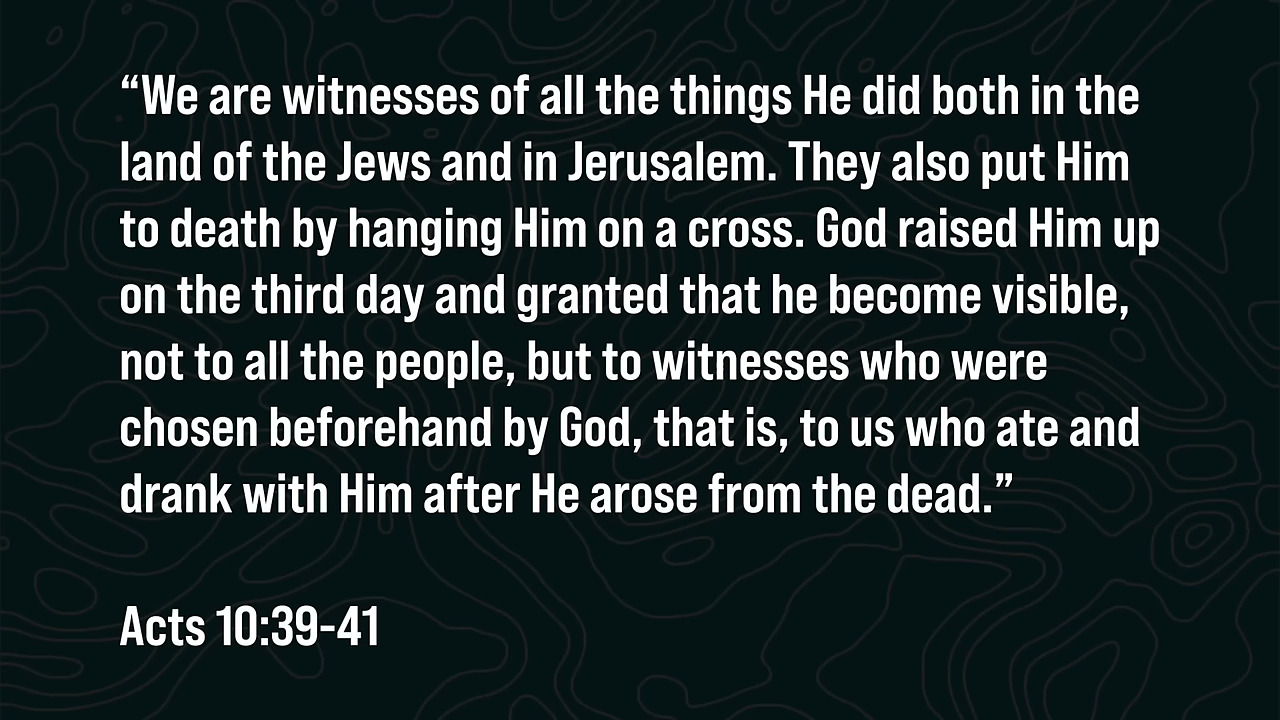 “We are witnesses of all the things He did both in the
land of the Jews and in Jerusalem. They also put Him
to death by hanging Him on a cross. God raised Him up
on the third day and granted that he become visible,
not to all the people, but to witnesses who were
chosen beforehand by God, that is, to us who ate and
drank with Him after He arose from the dead.”
Acts 10:39-41